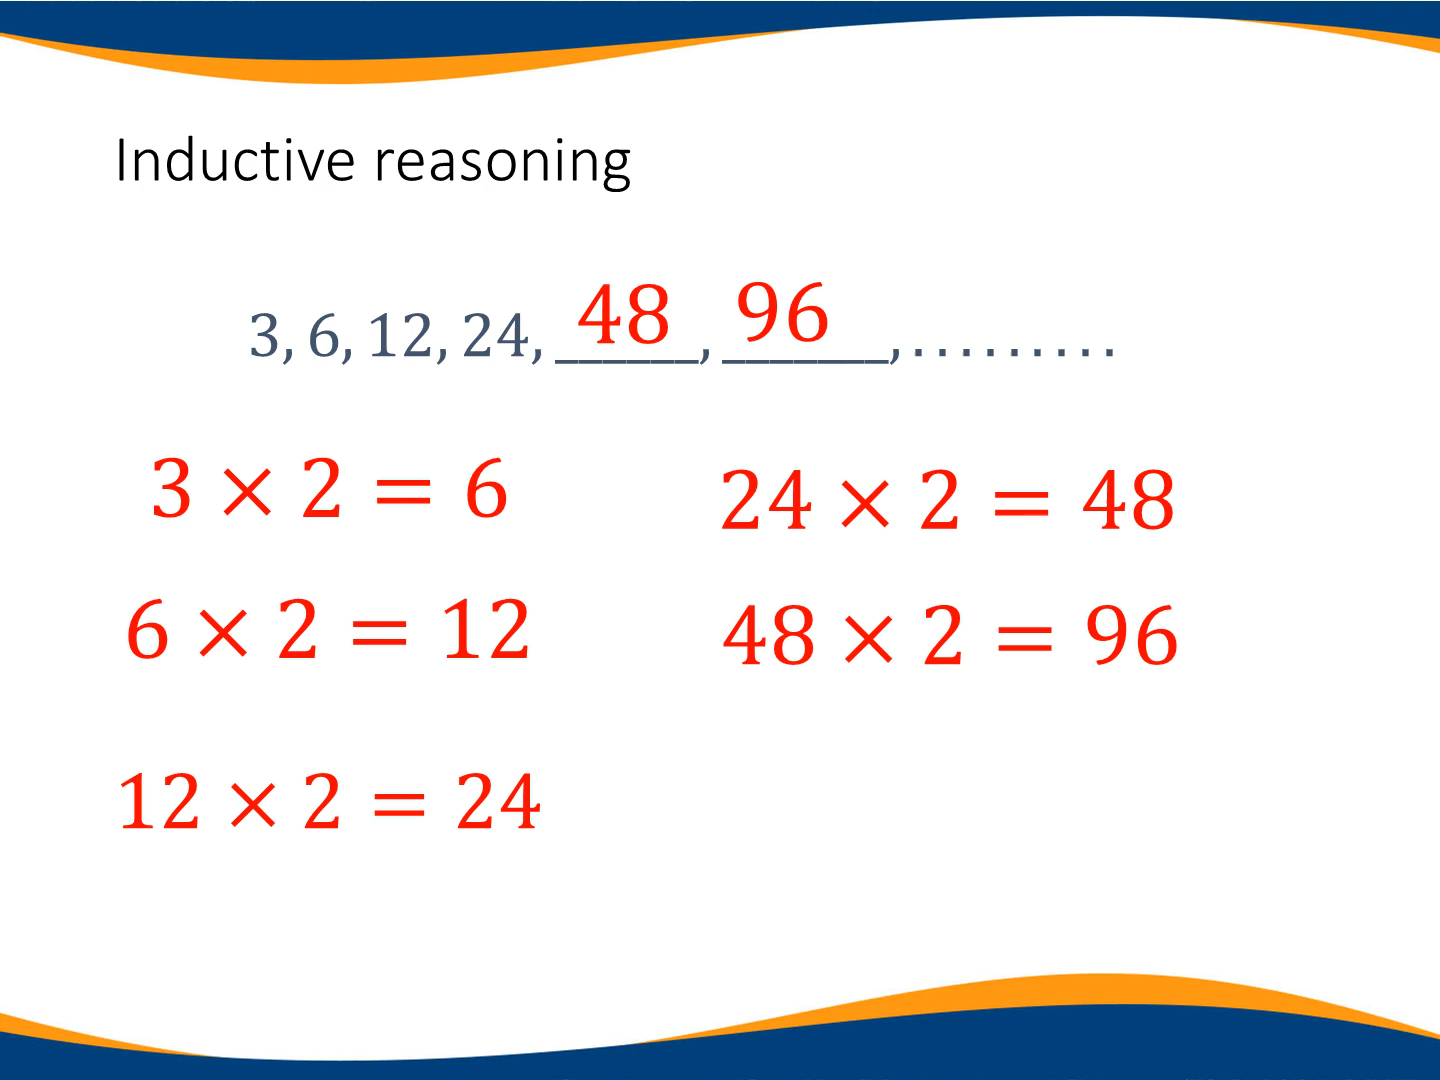 Inductive reasoning
3, 6, 12, 24, 48, 96, . . . . . . . . .
3 × 2 = 6
6 × 2 = 12
12 × 2 = 24
24 × 2 = 48
48 × 2 = 96